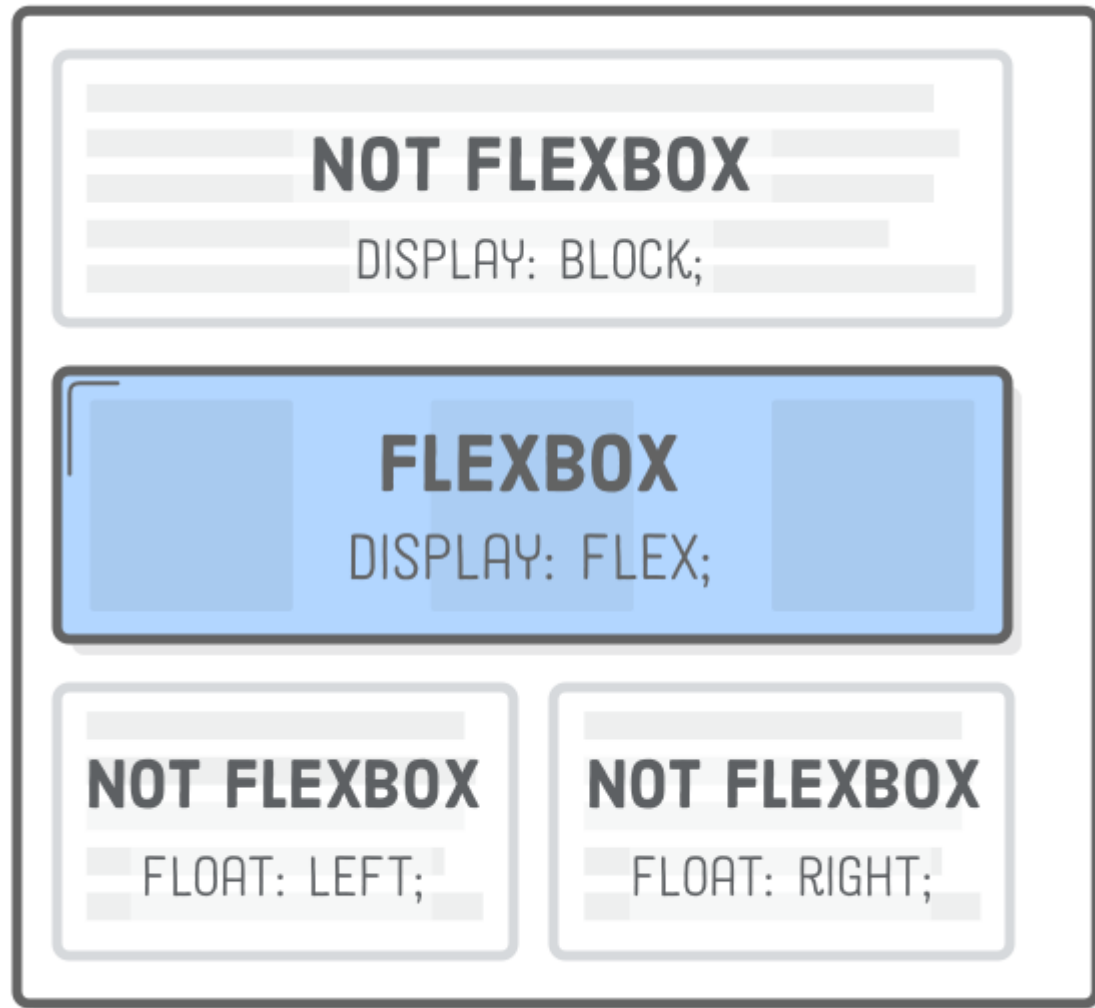 NOT FLEXBOX
DISPLAY: BLOCK;
FLEXBOX
DISPLAY: FLEX;
NOT FLEXBOX
FLOAT: LEFT;
NOT FLEXBOX
FLOAT: RIGHT;